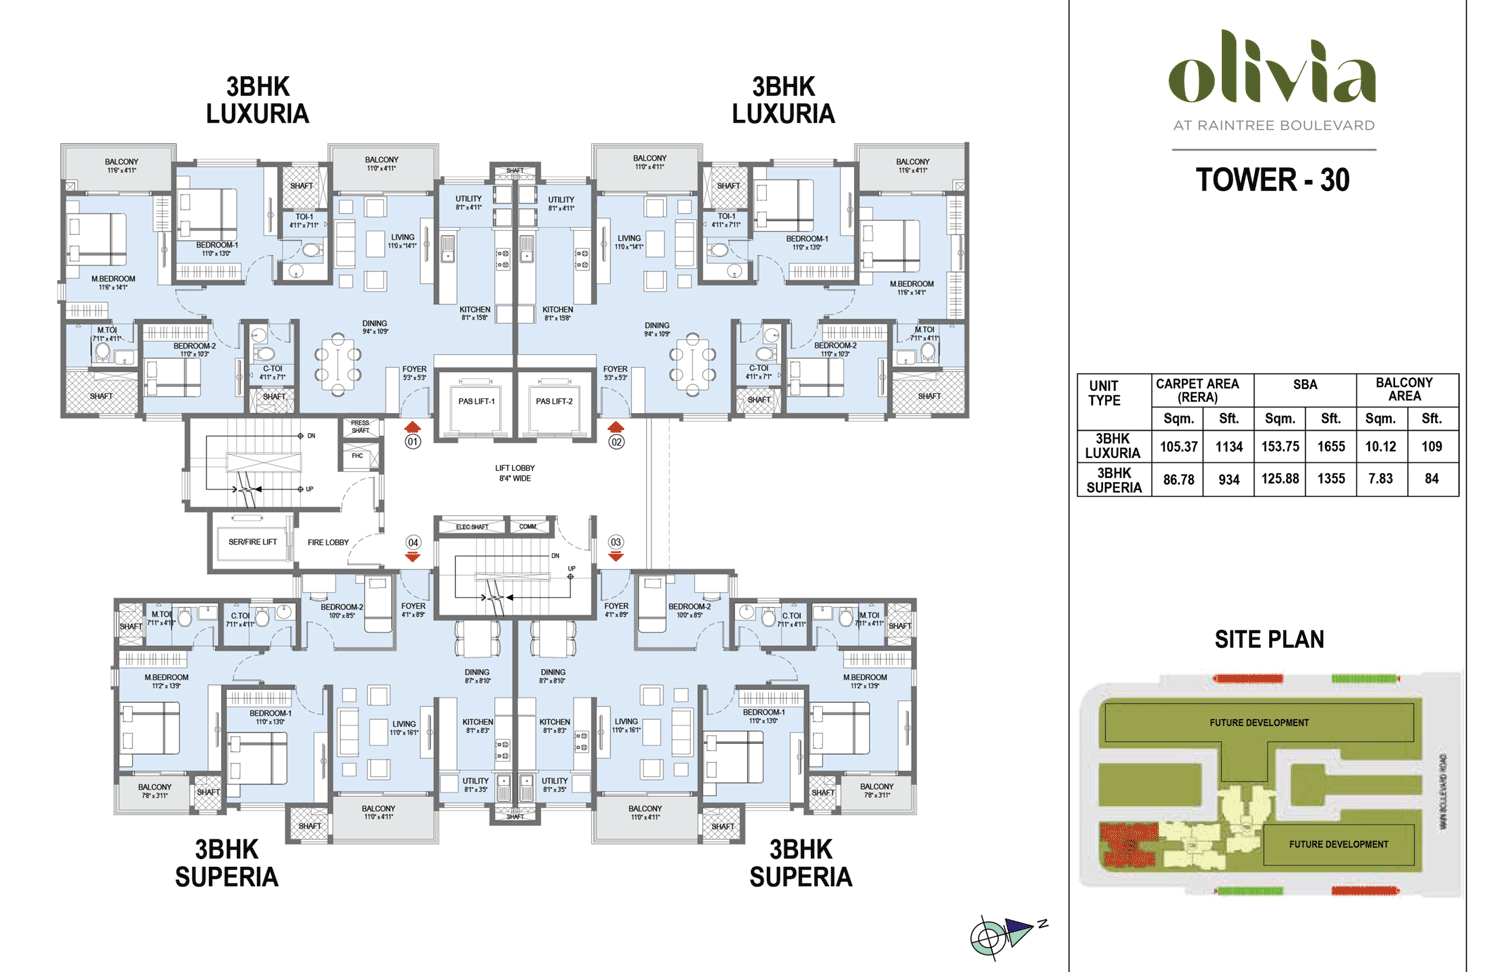 3BHK
LUXURIA
3BHK
LUXURIA
BALCONY
11'6" x 4'11"
SHAFT
BALCONY
11'0" x 4'11"
SHAFT
BALCONY
11'0" x 4'11"
SHAFT
BALCONY
11'6" x 4'11"
UTILITY
8'1" x 4'11"
UTILITY
8'1" x 4'11"
TOI-1
4'11" x 7'11"
TOI-1
4'11" x 7'11"
BEDROOM-1
11'0" x 13'0"
LIVING
11'0 x "14'1"
LIVING
11'0 x "14'1"
BEDROOM-1
11'0" x 13'0"
M.BEDROOM
11'6" x 14'1"
M.BEDROOM
11'6" x 14'1"
KITCHEN
8'1" x 15'8"
KITCHEN
8'1" x 15'8"
DINING
9'4" x 10'9"
DINING
9'4" x 10'9"
M.TOI
7'11" x 4'11"
BEDROOM-2
11'0" x 10'3"
C-TOI
4'11" x 7'1"
FOYER
5'3" x 5'3"
FOYER
5'3" x 5'3"
C-TOI
4'11" x 7'1"
BEDROOM-2
11'0" x 10'3"
M.TOI
7'11" x 4'11"
SHAFT
SHAFT
PAS LIFT-1
PAS LIFT-2
SHAFT
SHAFT
PRESS
SHAFT
DN
01
02
FHC
UP
LIFT LOBBY
8'4" WIDE
SER/FIRE LIFT
FIRE LOBBY
ELEC.SHAFT
COMM.
04
03
DN
UP
BEDROOM-2
10'0" x 8'5"
FOYER
4'1" x 8'9"
FOYER
4'1" x 8'9"
BEDROOM-2
10'0" x 8'5"
SHAFT
M.TOI
7'11" x 4'11"
C.TOI
7'11" x 4'11"
C.TOI
7'11" x 4'11"
M.TOI
7'11" x 4'11"
SHAFT
M.BEDROOM
11'2" x 13'9"
DINING
8'7" x 8'10"
DINING
8'7" x 8'10"
M.BEDROOM
11'2" x 13'9"
BEDROOM-1
11'0" x 13'0"
LIVING
11'0" x 16'1"
KITCHEN
8'1" x 8'3"
KITCHEN
8'1" x 8'3"
LIVING
11'0" x 16'1"
BEDROOM-1
11'0" x 13'0"
BALCONY
7'8" x 3'11"
SHAFT
UTILITY
8'1" x 3'5"
UTILITY
8'1" x 3'5"
SHAFT
BALCONY
7'8" x 3'11"
SHAFT
BALCONY
11'0" x 4'11"
SHAFT
BALCONY
11'0" x 4'11"
SHAFT
3BHK
SUPERIA
3BHK
SUPERIA
N
olivia
AT RAINTREE BOULEVARD
TOWER - 30
UNIT TYPE CARPET AREA (RERA) SBA BALCONY AREA
Sqm. Sft. Sqm. Sft. Sqm. Sft.
3BHK LUXURIA 105.37 1134 153.75 1655 10.12 109
3BHK SUPERIA 86.78 934 125.88 1355 7.83 84
SITE PLAN
FUTURE DEVELOPMENT
MAIN BOULEVARD ROAD
FUTURE DEVELOPMENT